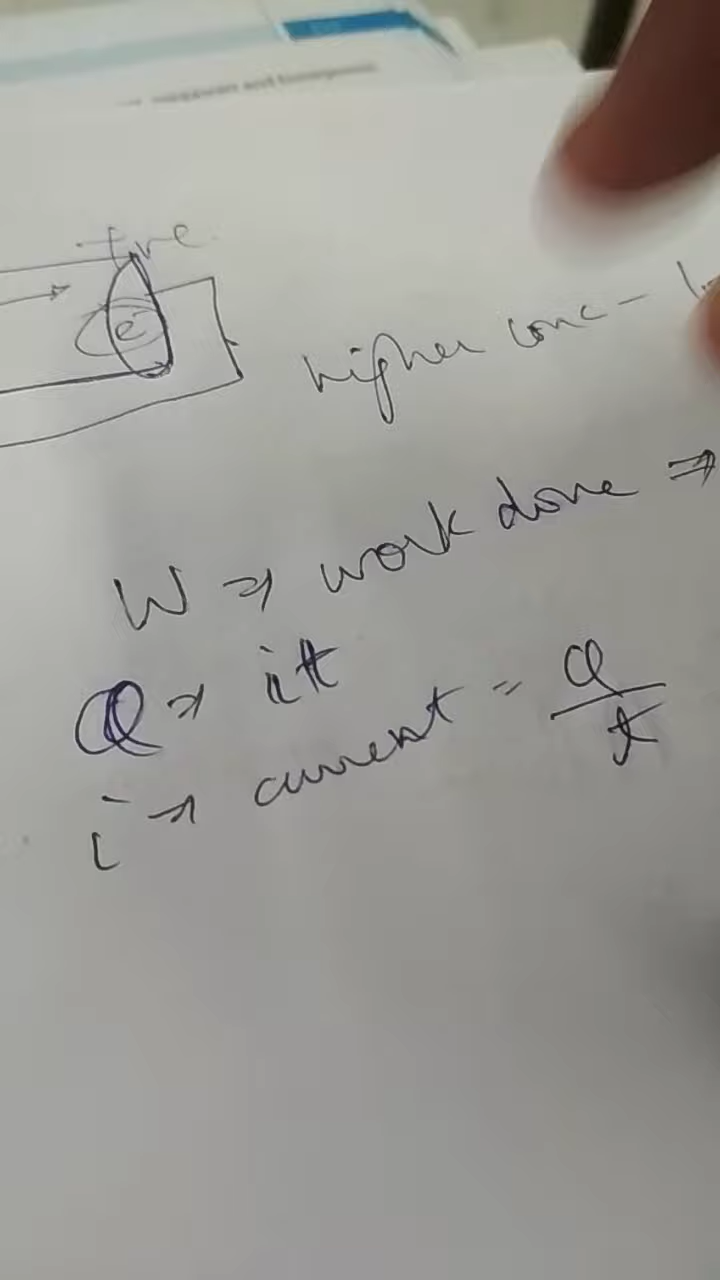 +ve
e⁻
higher conc -
W → work done ⇒
Q → it
i → current = Q/t